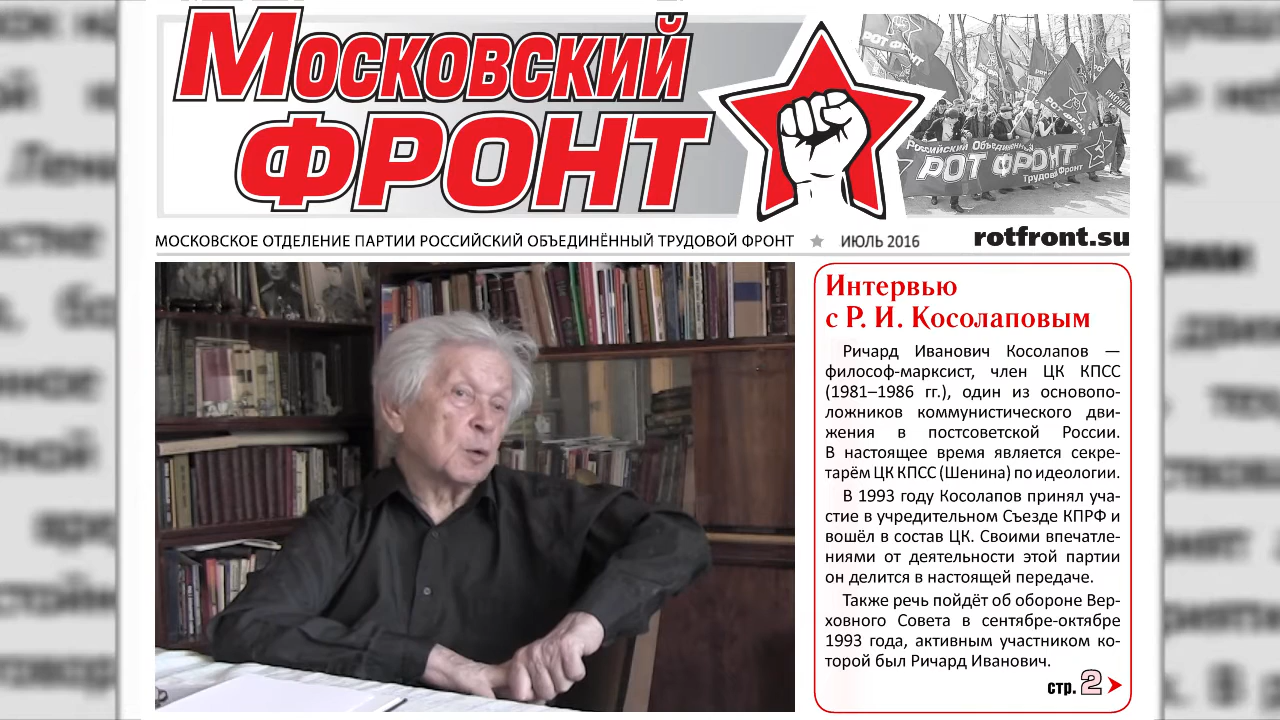 МОСКОВСКИЙ
ФРОНТ
РОТ ФРОНТ
РОТ
Российский Объединённый
РОТ ФРОНТ
Трудовой Фронт
МОСКОВСКОЕ ОТДЕЛЕНИЕ ПАРТИИ РОССИЙСКИЙ ОБЪЕДИНЁННЫЙ ТРУДОВОЙ ФРОНТ ★ ИЮЛЬ 2016 rotfront.su
Интервью
с Р. И. Косолаповым
Ричард Иванович Косолапов —
философ-марксист, член ЦК КПСС
(1981–1986 гг.), один из основопо-
ложников коммунистического дви-
жения в постсоветской России.
В настоящее время является секре-
тарём ЦК КПСС (Шенина) по идеологии.
В 1993 году Косолапов принял уча-
стие в учредительном Съезде КПРФ и
вошёл в состав ЦК. Своими впечатле-
ниями от деятельности этой партии
он делится в настоящей передаче.
Также речь пойдёт об обороне Вер-
ховного Совета в сентябре-октябре
1993 года, активным участником ко-
торой был Ричард Иванович.
стр. 2